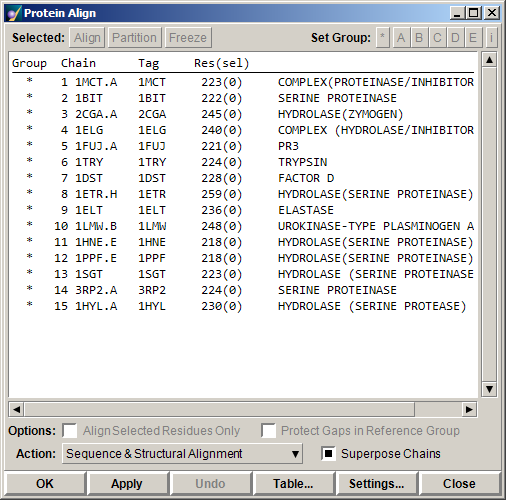 Protein Align
Selected: Align Partition Freeze Set Group: * A B C D E i
Group Chain Tag Res(sel)
* 1 1MCT.A 1MCT 223(0) COMPLEX(PROTEINASE/INHIBITOR
* 2 1BIT 1BIT 222(0) SERINE PROTEINASE
* 3 2CGA.A 2CGA 245(0) HYDROLASE(ZYMOGEN)
* 4 1ELG 1ELG 240(0) COMPLEX (HYDROLASE/INHIBITOR
* 5 1FUJ.A 1FUJ 221(0) PR3
* 6 1TRY 1TRY 224(0) TRYPSIN
* 7 1DST 1DST 228(0) FACTOR D
* 8 1ETR.H 1ETR 259(0) HYDROLASE(SERINE PROTEINASE)
* 9 1ELT 1ELT 236(0) ELASTASE
* 10 1LMW.B 1LMW 248(0) UROKINASE-TYPE PLASMINOGEN A
* 11 1HNE.E 1HNE 218(0) HYDROLASE(SERINE PROTEINASE)
* 12 1PPF.E 1PPF 218(0) HYDROLASE(SERINE PROTEINASE)
* 13 1SGT 1SGT 223(0) HYDROLASE (SERINE PROTEINASE
* 14 3RP2.A 3RP2 224(0) SERINE PROTEINASE
* 15 1HYL.A 1HYL 230(0) HYDROLASE (SERINE PROTEASE)
Options: Align Selected Residues Only Protect Gaps in Reference Group
Action: Sequence & Structural Alignment Superpose Chains
OK Apply Undo Table... Settings... Close